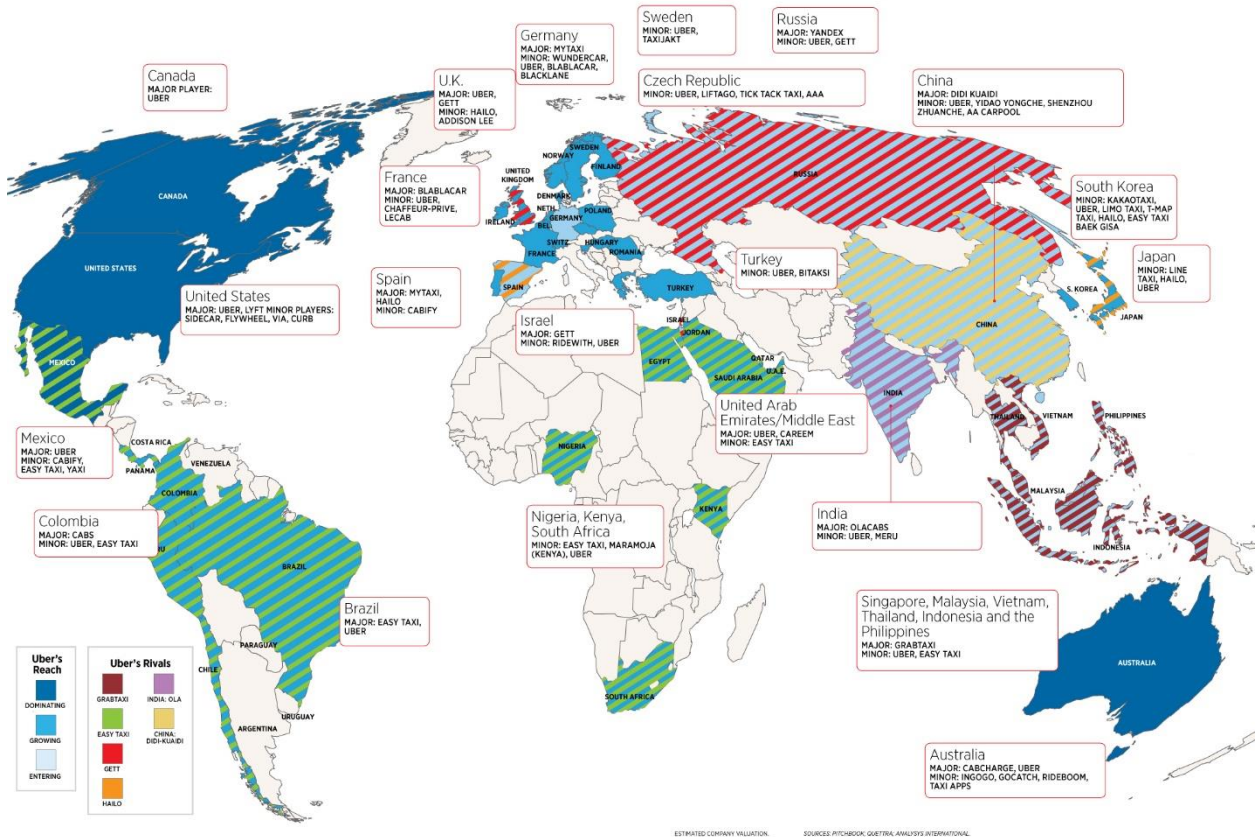 Sweden
MINOR: UBER,
TAXIJAKT
Russia
MAJOR: YANDEX
MINOR: UBER, GETT
Germany
MAJOR: MYTAXI
MINOR: WUNDERCAR,
UBER, BLABLACAR,
BLACKLANE
Canada
MAJOR PLAYER:
UBER
U.K.
MAJOR: UBER,
GETT
MINOR: HAILO,
ADDISON LEE
Czech Republic
MINOR: UBER, LIFTAGO, TICK TACK TAXI, AAA
China
MAJOR: DIDI KUAIDI
MINOR: UBER, YIDAO YONGCHE, SHENZHOU
ZHUANCHE, AA CARPOOL
France
MAJOR: BLABLACAR
MINOR: UBER,
CHAFFEUR-PRIVE,
LECAB
South Korea
MINOR: KAKAOTAXI,
UBER, LIMO TAXI, T-MAP
TAXI, HAILO, EASY TAXI
BAEK GISA
Japan
MINOR: LINE
TAXI, HAILO,
UBER
Turkey
MINOR: UBER, BITAKSI
Spain
MAJOR: MYTAXI,
HAILO
MINOR: CABIFY
United States
MAJOR: UBER, LYFT MINOR PLAYERS:
SIDECAR, FLYWHEEL, VIA, CURB
Israel
MAJOR: GETT
MINOR: RIDEWITH, UBER
United Arab
Emirates/Middle East
MAJOR: UBER, CAREEM
MINOR: EASY TAXI
Mexico
MAJOR: UBER
MINOR: CABIFY,
EASY TAXI, YAXI
Colombia
MAJOR: CABS
MINOR: UBER, EASY TAXI
Nigeria, Kenya,
South Africa
MINOR: EASY TAXI, MARAMOJA
(KENYA), UBER
India
MAJOR: OLACABS
MINOR: UBER, MERU
Brazil
MAJOR: EASY TAXI,
UBER
Singapore, Malaysia, Vietnam,
Thailand, Indonesia and the
Philippines
MAJOR: GRABTAXI
MINOR: UBER, EASY TAXI
Australia
MAJOR: CABCHARGE, UBER
MINOR: INGOGO, GOCATCH, RIDEBOOM,
TAXI APPS
CANADA
UNITED STATES
MEXICO
COSTA RICA
PANAMA
VENEZUELA
COLOMBIA
BRAZIL
PARAGUAY
CHILE
URUGUAY
ARGENTINA
SWEDEN
NORWAY
FINLAND
UNITED
KINGDOM
DENMARK
NETH.
IRELAND
GERMANY
POLAND
BEL.
SWITZ
HUNGARY
FRANCE
ROMANIA
SPAIN
TURKEY
RUSSIA
ISRAEL
JORDAN
EGYPT
QATAR
U.A.E.
SAUDI ARABIA
NIGERIA
KENYA
SOUTH AFRICA
S. KOREA
JAPAN
CHINA
INDIA
THAILAND
VIETNAM
PHILIPPINES
MALAYSIA
INDONESIA
AUSTRALIA
Uber's
Reach
DOMINATING
GROWING
ENTERING
Uber's Rivals
GRABTAXI
EASY TAXI
GETT
HAILO
INDIA: OLA
CHINA:
DIDI-KUAIDI
ESTIMATED COMPANY VALUATION.
SOURCES: PITCHBOOK; QUETTRA; ANALYSIS INTERNATIONAL.